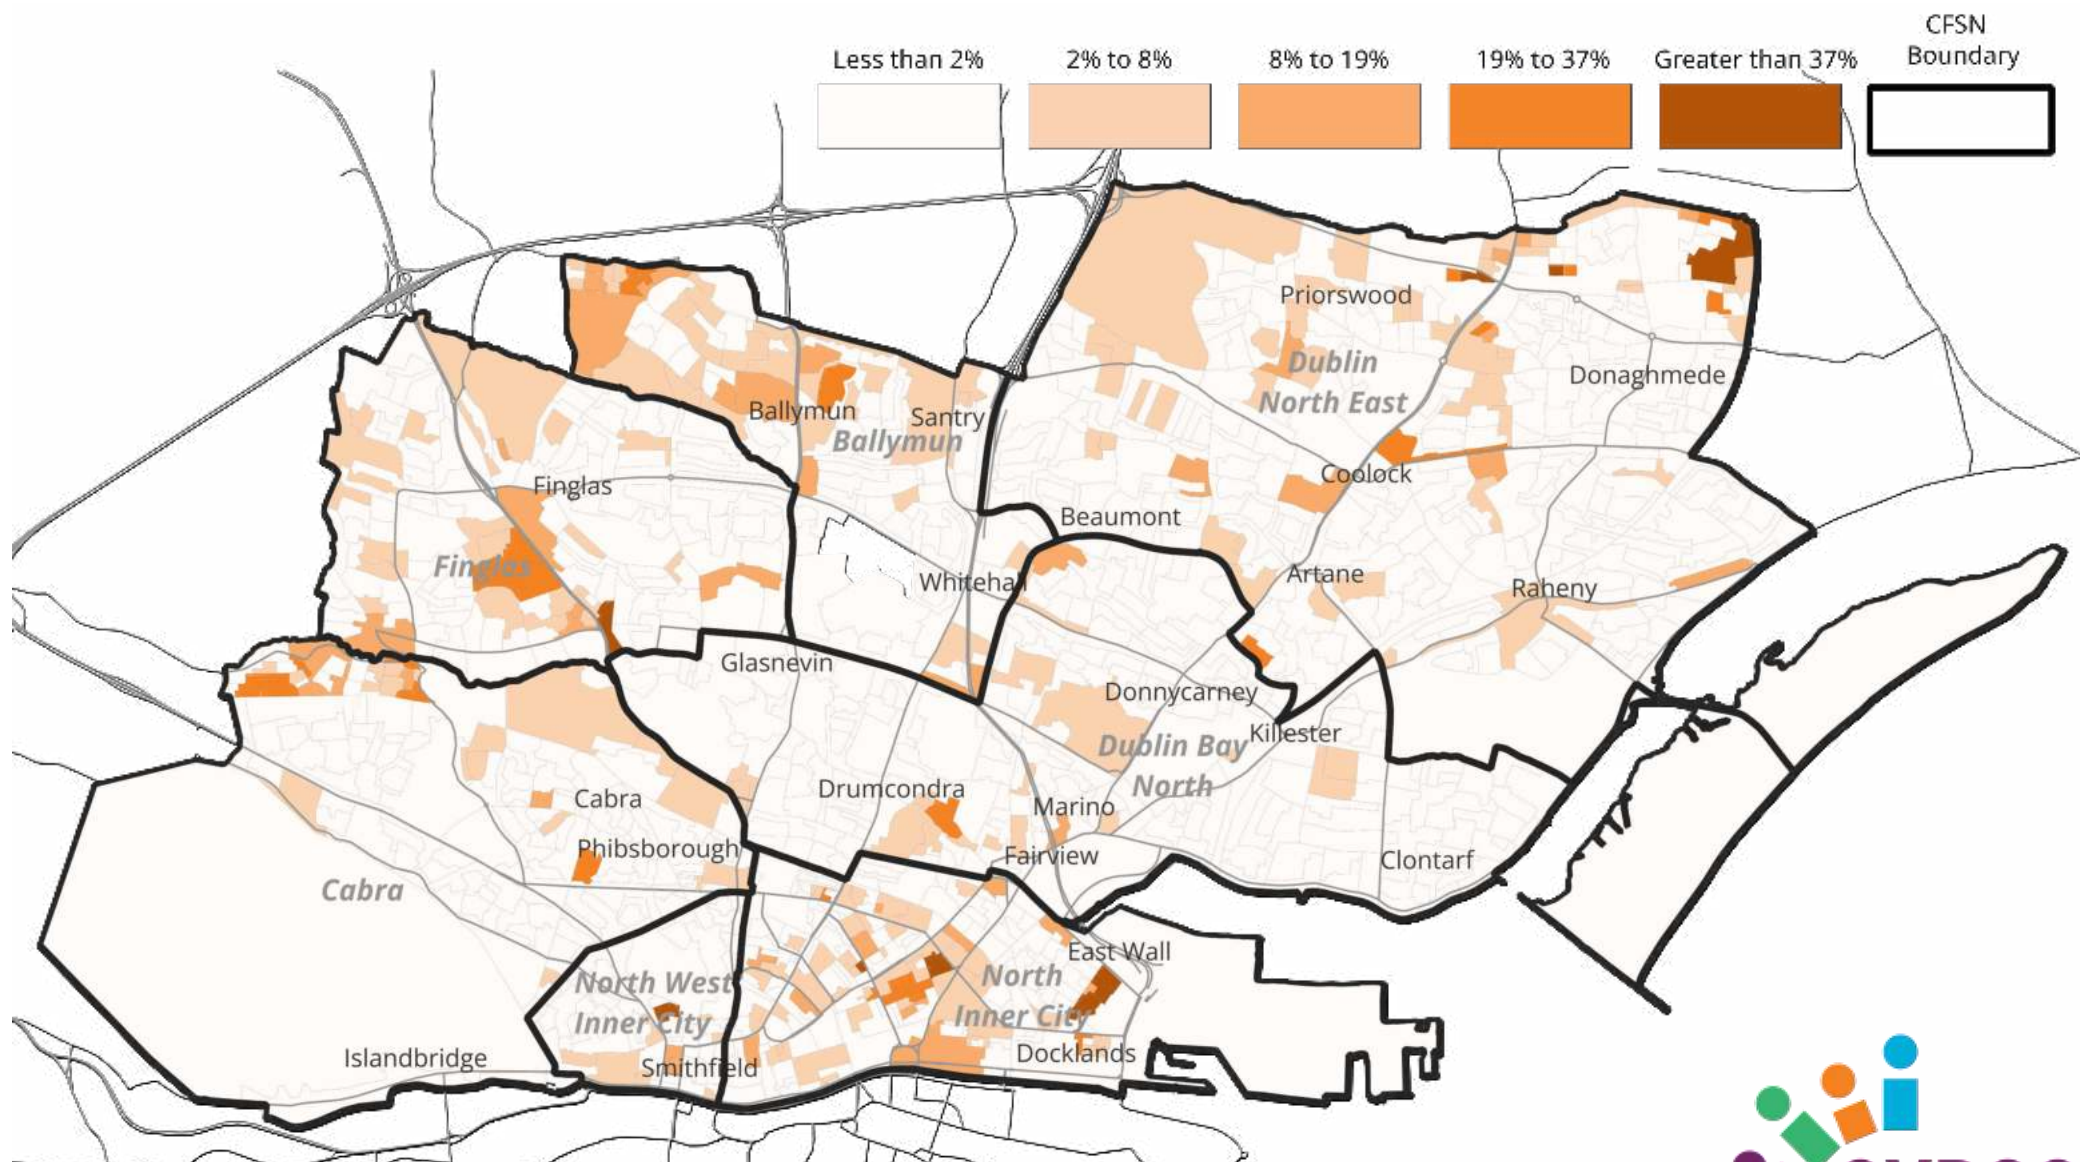 CFSN
Boundary
Less than 2%
2% to 8%
8% to 19%
19% to 37%
Greater than 37%
Priorswood
Dublin
North East
Donaghmede
Ballymun
Santry
Ballymun
Coolock
Finglas
Beaumont
Finglas
Whitehall
Artane
Raheny
Glasnevin
Donnycarney
Killester
Dublin Bay
North
Cabra
Drumcondra
Marino
Phibsborough
Fairview
Clontarf
Cabra
East Wall
North West
Inner City
North
Inner City
Islandbridge
Smithfield
Docklands